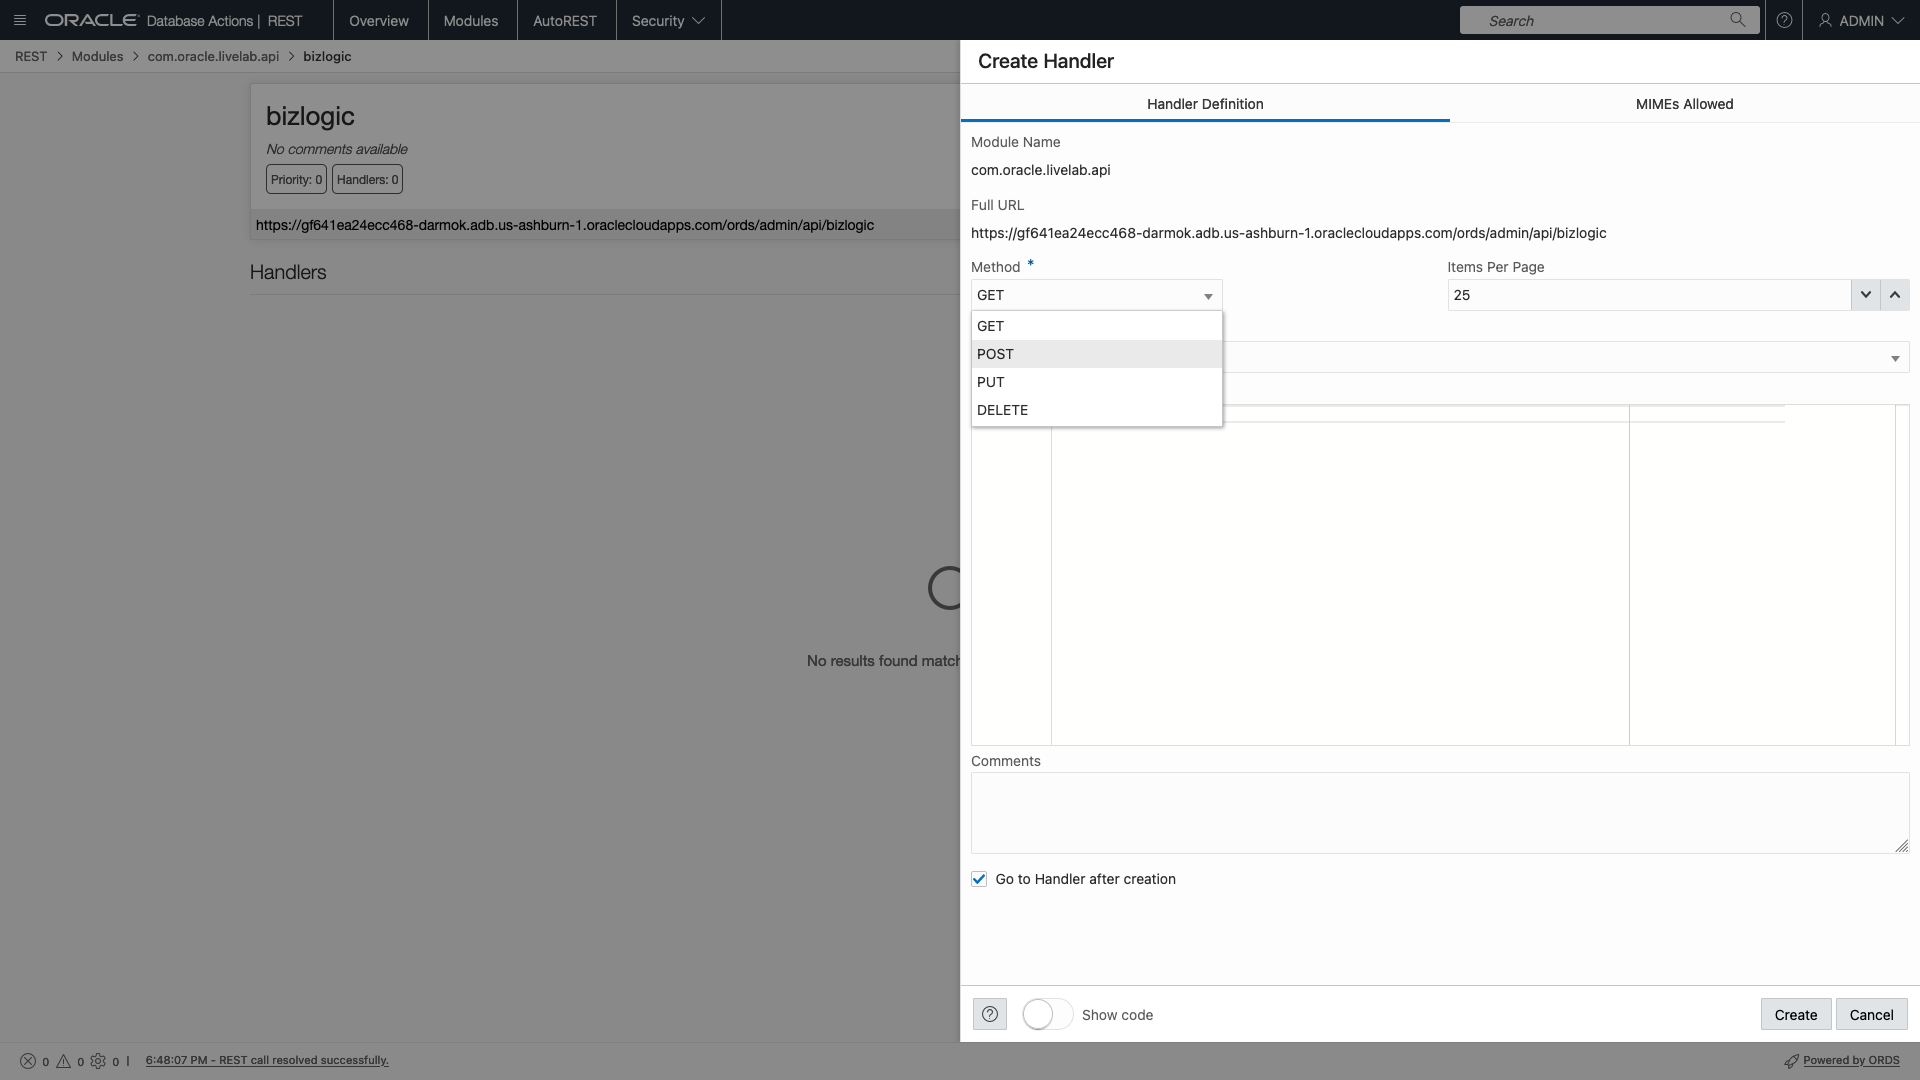 ORACLE Database Actions | REST
Overview
Modules
AutoREST
Security
Search
ADMIN
REST > Modules > com.oracle.livelab.api > bizlogic
bizlogic
No comments available
Priority: 0
Handlers: 0
https://gf641ea24ecc468-darmok.adb.us-ashburn-1.oraclecloudapps.com/ords/admin/api/bizlogic
Handlers
No results found match
Create Handler
Handler Definition
MIMEs Allowed
Module Name
com.oracle.livelab.api
Full URL
https://gf641ea24ecc468-darmok.adb.us-ashburn-1.oraclecloudapps.com/ords/admin/api/bizlogic
Method *
Items Per Page
GET
25
GET
POST
PUT
DELETE
Comments
Go to Handler after creation
? Show code
Create
Cancel
0 0 0 | 6:48:07 PM - REST call resolved successfully.
Powered by ORDS